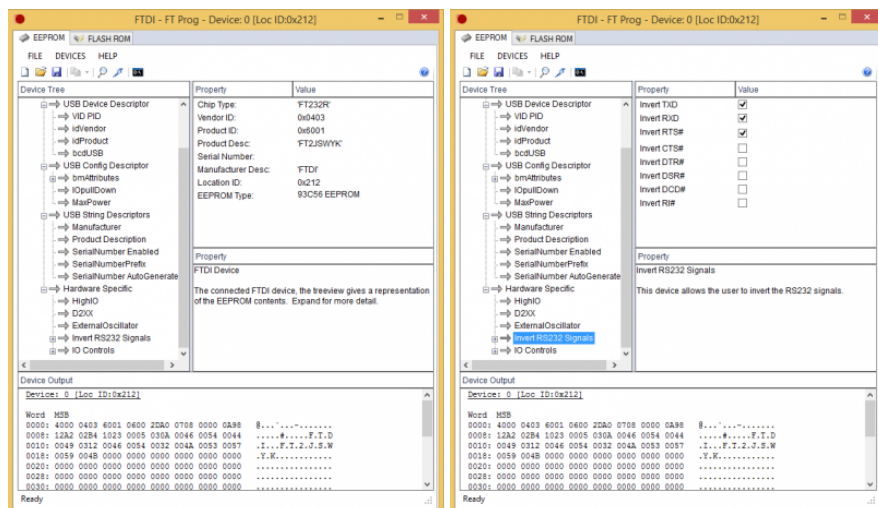 FTDI - FT Prog - Device: 0 [Loc ID:0x212]
EEPROM FLASH ROM
FILE DEVICES HELP
Device Tree
USB Device Descriptor
VID PID
idVendor
idProduct
bcdUSB
USB Config Descriptor
bmAttributes
IOpullDown
MaxPower
USB String Descriptors
Manufacturer
Product Description
SerialNumber Enabled
SerialNumberPrefix
SerialNumber AutoGenerate
Hardware Specific
HighIO
D2XX
ExternalOscillator
Invert RS232 Signals
IO Controls
Property Value
Chip Type: 'FT232R'
Vendor ID: 0x0403
Product ID: 0x6001
Product Desc: 'FT2JSWYK'
Serial Number:
Manufacturer Desc: 'FTDI'
Location ID: 0x212
EEPROM Type: 93C56 EEPROM
Property
FTDI Device
The connected FTDI device, the treeview gives a representation
of the EEPROM contents. Expand for more detail.
Device Output
Device: 0 [Loc ID:0x212]
Word MSB
0000: 4000 0403 6001 0600 2DA0 0708 0000 0A98 @...`...-.......
0008: 12A2 02B4 1023 0005 030A 0046 0054 0044 .....#.....F.T.D
0010: 0049 0312 0046 0054 0032 004A 0053 0057 .I...F.T.2.J.S.W
0018: 0059 004B 0000 0000 0000 0000 0000 0000 .Y.K............
0020: 0000 0000 0000 0000 0000 0000 0000 0000 ................
0028: 0000 0000 0000 0000 0000 0000 0000 0000 ................
0030: 0000 0000 0000 0000 0000 0000 0000 0000 ................
Ready
FTDI - FT Prog - Device: 0 [Loc ID:0x212]
EEPROM FLASH ROM
FILE DEVICES HELP
Device Tree
USB Device Descriptor
VID PID
idVendor
idProduct
bcdUSB
USB Config Descriptor
bmAttributes
IOpullDown
MaxPower
USB String Descriptors
Manufacturer
Product Description
SerialNumber Enabled
SerialNumberPrefix
SerialNumber AutoGenerate
Hardware Specific
HighIO
D2XX
ExternalOscillator
Invert RS232 Signals
IO Controls
Property Value
Invert TXD
Invert RXD
Invert RTS#
Invert CTS#
Invert DTR#
Invert DSR#
Invert DCD#
Invert RI#
Property
Invert RS232 Signals
This device allows the user to invert the RS232 signals.
Device Output
Device: 0 [Loc ID:0x212]
Word MSB
0000: 4000 0403 6001 0600 2DA0 0708 0000 0A98 @...`...-.......
0008: 12A2 02B4 1023 0005 030A 0046 0054 0044 .....#.....F.T.D
0010: 0049 0312 0046 0054 0032 004A 0053 0057 .I...F.T.2.J.S.W
0018: 0059 004B 0000 0000 0000 0000 0000 0000 .Y.K............
0020: 0000 0000 0000 0000 0000 0000 0000 0000 ................
0028: 0000 0000 0000 0000 0000 0000 0000 0000 ................
0030: 0000 0000 0000 0000 0000 0000 0000 0000 ................
Ready